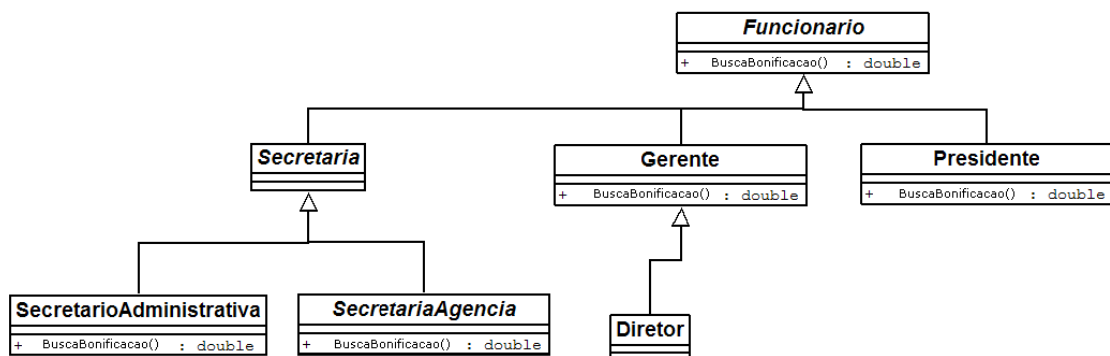 Funcionario
+ BuscaBonificacao() : double
Secretaria
Gerente
+ BuscaBonificacao() : double
Presidente
+ BuscaBonificacao() : double
SecretarioAdministrativa
+ BuscaBonificacao() : double
SecretariaAgencia
+ BuscaBonificacao() : double
Diretor